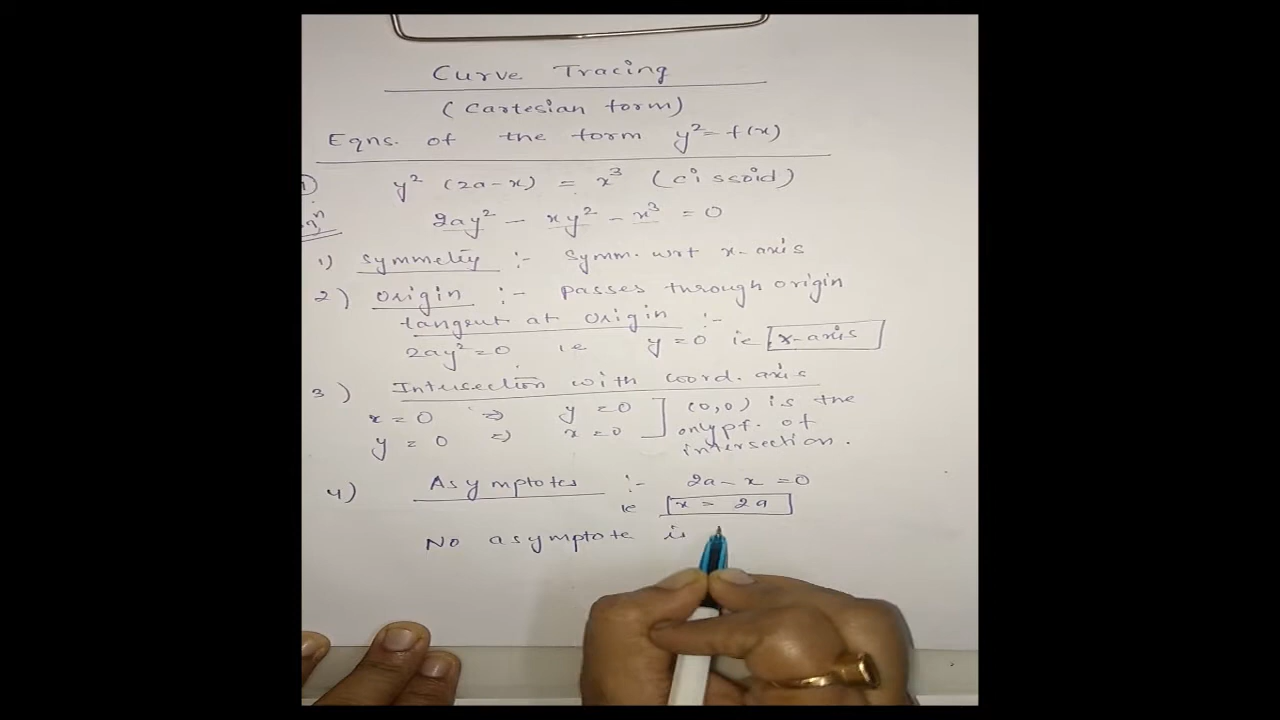 Curve Tracing
(Cartesian form)
Eqns. of the form y² = f(x)
1) y² (2a-x) = x³ (cissoid)
2ay² - xy² - x³ = 0
1) Symmetry :- Symm. wrt x-axis
2) Origin :- passes through origin
tangent at origin :-
2ay² = 0 ie y = 0 ie x-axis
3) Intersection with coord. axis
x = 0 => y = 0 (0,0) is the
y = 0 => x = 0 only pt. of
intersection.
4) Asymptotes :- 2a - x = 0
ie x = 2a
No asymptote is